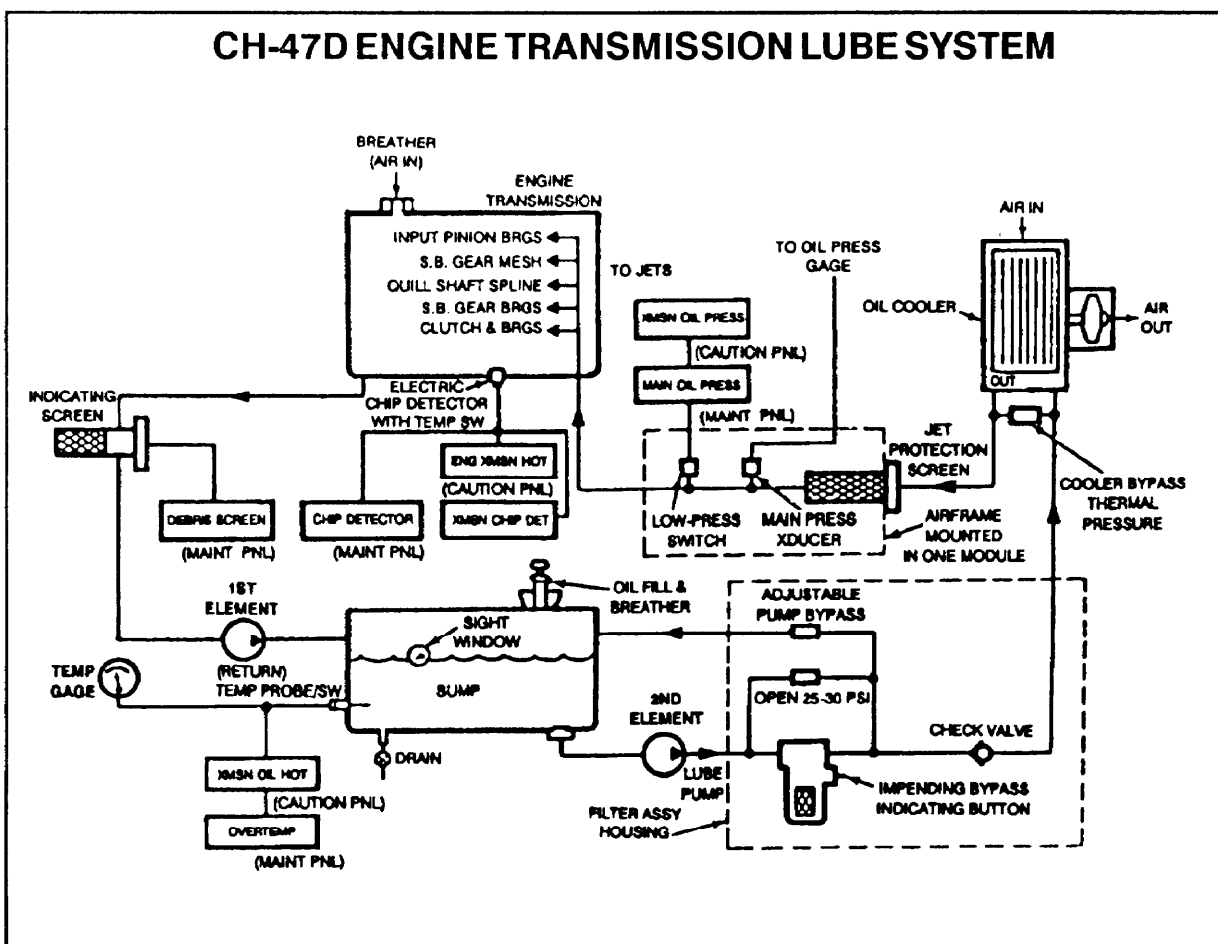 CH-47D ENGINE TRANSMISSION LUBE SYSTEM
BREATHER
(AIR IN)
ENGINE
TRANSMISSION
INPUT PINION BRGS
S.B. GEAR MESH
QUILL SHAFT SPLINE
S.B. GEAR BRGS
CLUTCH & BRGS
TO JETS
TO OIL PRESS
GAGE
AIR IN
OIL COOLER
AIR
OUT
OUT
XMSN OIL PRESS
(CAUTION PNL)
MAIN OIL PRESS
(MAINT PNL)
INDICATING
SCREEN
ELECTRIC
CHIP DETECTOR
WITH TEMP SW
JET
PROTECTION
SCREEN
COOLER BYPASS
THERMAL
PRESSURE
ENG XMSN HOT
(CAUTION PNL)
XMSN CHIP DET
DEBRIS SCREEN
(MAINT PNL)
CHIP DETECTOR
(MAINT PNL)
LOW-PRESS
SWITCH
MAIN PRESS
XDUCER
AIRFRAME
MOUNTED
IN ONE MODULE
1ST
ELEMENT
(RETURN)
OIL FILL &
BREATHER
SIGHT
WINDOW
ADJUSTABLE
PUMP BYPASS
TEMP
GAGE
TEMP PROBE/SW
SUMP
OPEN 25-30 PSI
2ND
ELEMENT
CHECK VALVE
DRAIN
LUBE
PUMP
XMSN OIL HOT
(CAUTION PNL)
OVERTEMP
(MAINT PNL)
FILTER ASSY
HOUSING
IMPENDING BYPASS
INDICATING BUTTON